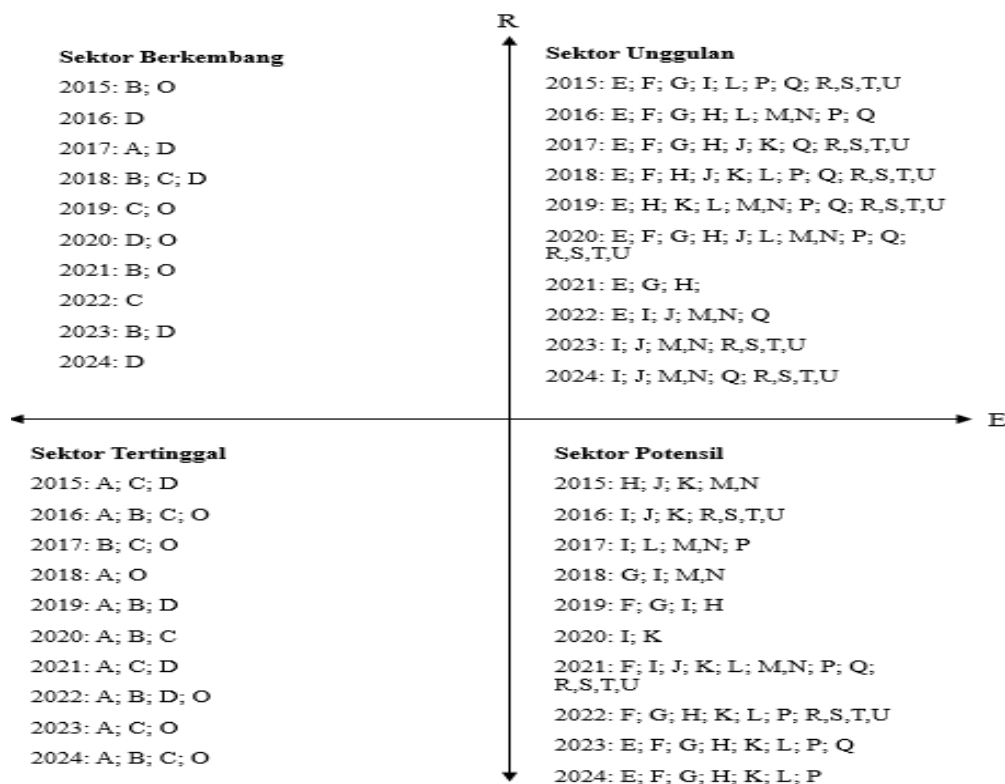 R
Sektor Berkembang
2015: B; O
2016: D
2017: A; D
2018: B; C; D
2019: C; O
2020: D; O
2021: B; O
2022: C
2023: B; D
2024: D
Sektor Unggulan
2015: E; F; G; I; L; P; Q; R,S,T,U
2016: E; F; G; H; L; M,N; P; Q
2017: E; F; G; H; J; K; Q; R,S,T,U
2018: E; F; H; J; K; L; P; Q; R,S,T,U
2019: E; H; K; L; M,N; P; Q; R,S,T,U
2020: E; F; G; H; J; L; M,N; P; Q;
R,S,T,U
2021: E; G; H;
2022: E; I; J; M,N; Q
2023: I; J; M,N; R,S,T,U
2024: I; J; M,N; Q; R,S,T,U
E
Sektor Tertinggal
2015: A; C; D
2016: A; B; C; O
2017: B; C; O
2018: A; O
2019: A; B; D
2020: A; B; C
2021: A; C; D
2022: A; B; D; O
2023: A; C; O
2024: A; B; C; O
Sektor Potensil
2015: H; J; K; M,N
2016: I; J; K; R,S,T,U
2017: I; L; M,N; P
2018: G; I; M,N
2019: F; G; I; H
2020: I; K
2021: F; I; J; K; L; M,N; P; Q;
R,S,T,U
2022: F; G; H; K; L; P; R,S,T,U
2023: E; F; G; H; K; L; P; Q
2024: E; F; G; H; K; L; P